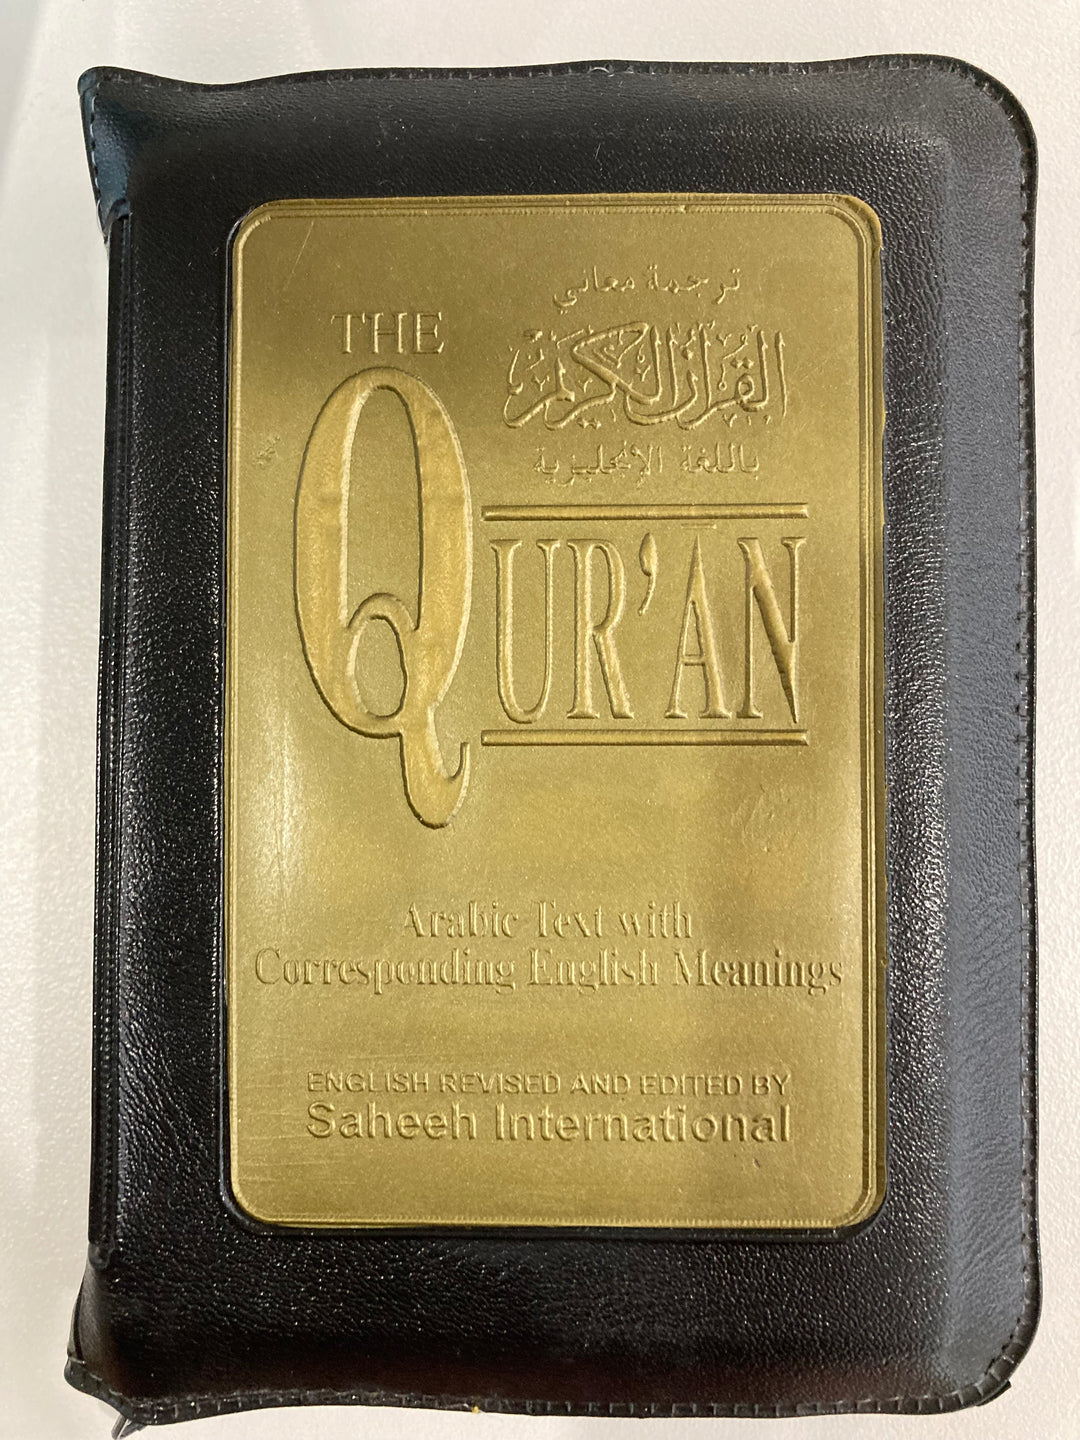 ترجمة معاني
THE
القرآن الكريم
باللغة الإنجليزية
QUR'ĀN
Arabic Text with
Corresponding English Meanings
ENGLISH REVISED AND EDITED BY
Saheeh International